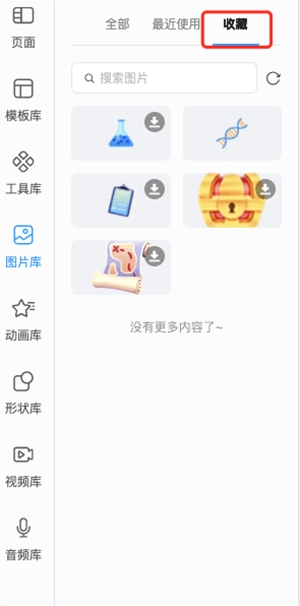 页面
模板库
工具库
图片库
动画库
形状库
视频库
音频库
全部 最近使用 收藏
搜索图片
没有更多内容了~